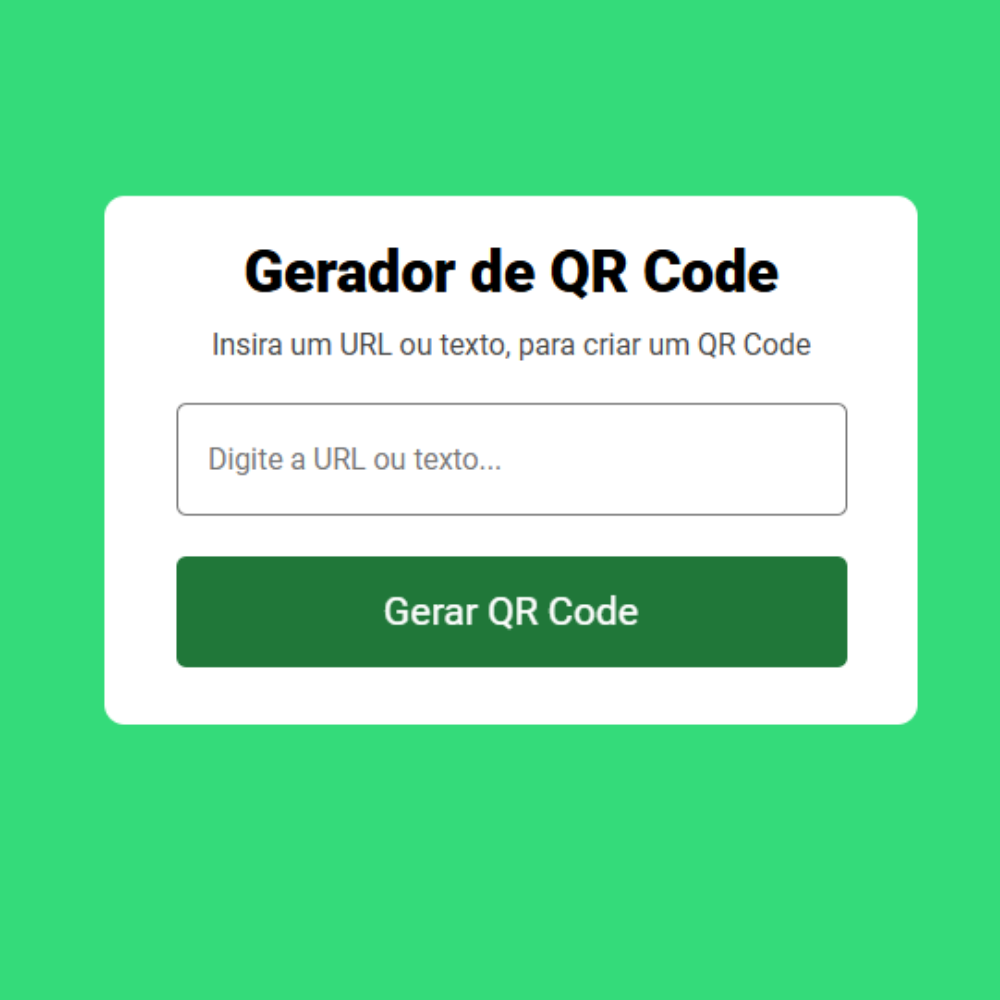 Gerador de QR Code
Insira um URL ou texto, para criar um QR Code
Digite a URL ou texto...
Gerar QR Code